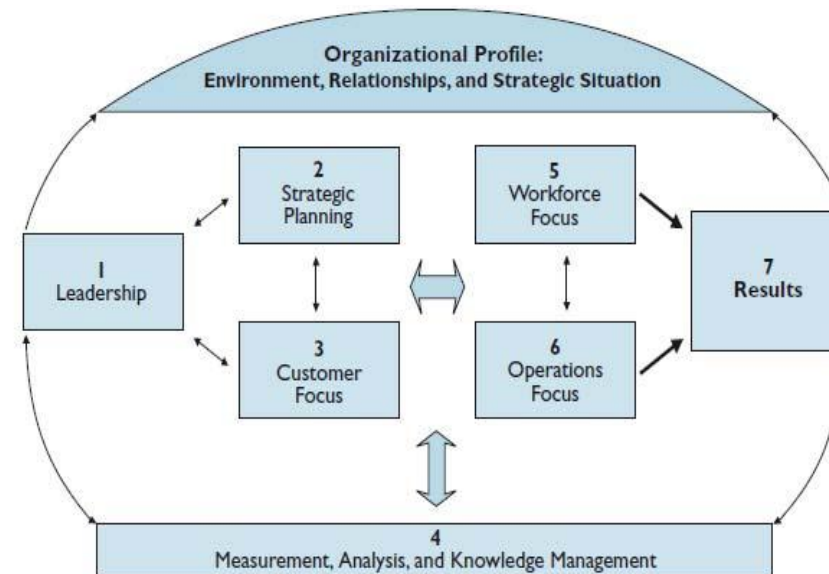 Organizational Profile:
Environment, Relationships, and Strategic Situation
1
Leadership
2
Strategic
Planning
3
Customer
Focus
5
Workforce
Focus
6
Operations
Focus
7
Results
4
Measurement, Analysis, and Knowledge Management